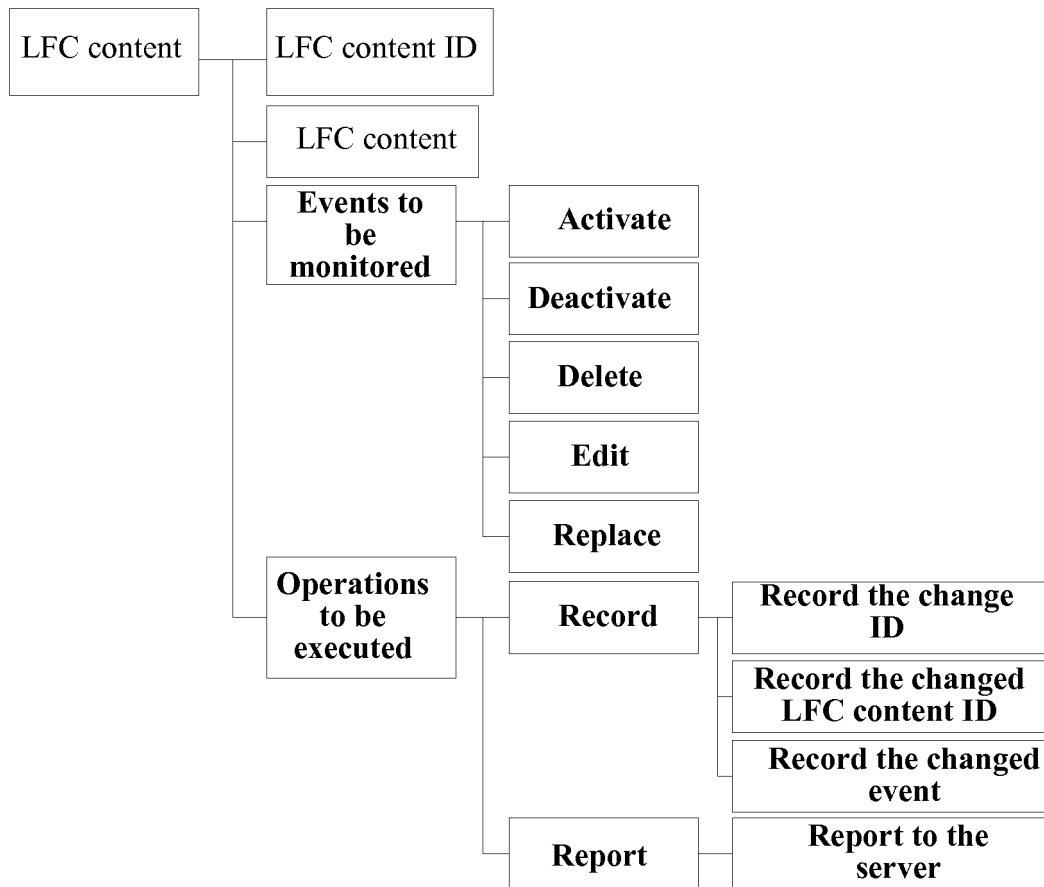 LFC content
LFC content ID
LFC content
Events to
be
monitored
Activate
Deactivate
Delete
Edit
Replace
Operations
to be
executed
Record
Record the change
ID
Record the changed
LFC content ID
Record the changed
event
Report
Report to the
server